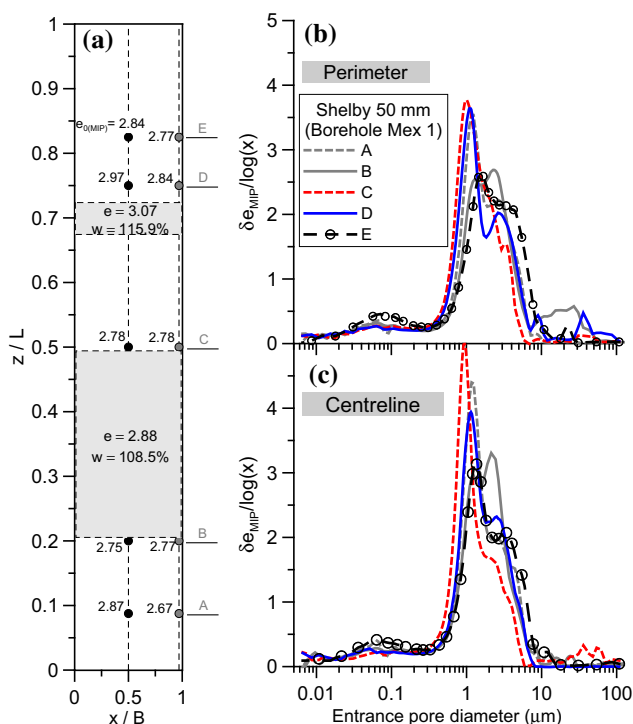 (a)
1
0.9
0.8
0.7
0.6
0.5
0.4
0.3
0.2
0.1
0
z / L
e0(MIP)= 2.84
2.77
E
2.97
2.84
D
e = 3.07
w = 115.9%
2.78
2.78
C
e = 2.88
w = 108.5%
2.75
2.77
B
2.87
2.67
A
0
0.5
1
x / B
(b)
Perimeter
5
4
3
2
1
0
δeMIP/log(x)
Shelby 50 mm
(Borehole Mex 1)
A
B
C
D
E
(c)
Centreline
4
3
2
1
0
δeMIP/log(x)
0.01
0.1
1
10
100
Entrance pore diameter (μm)